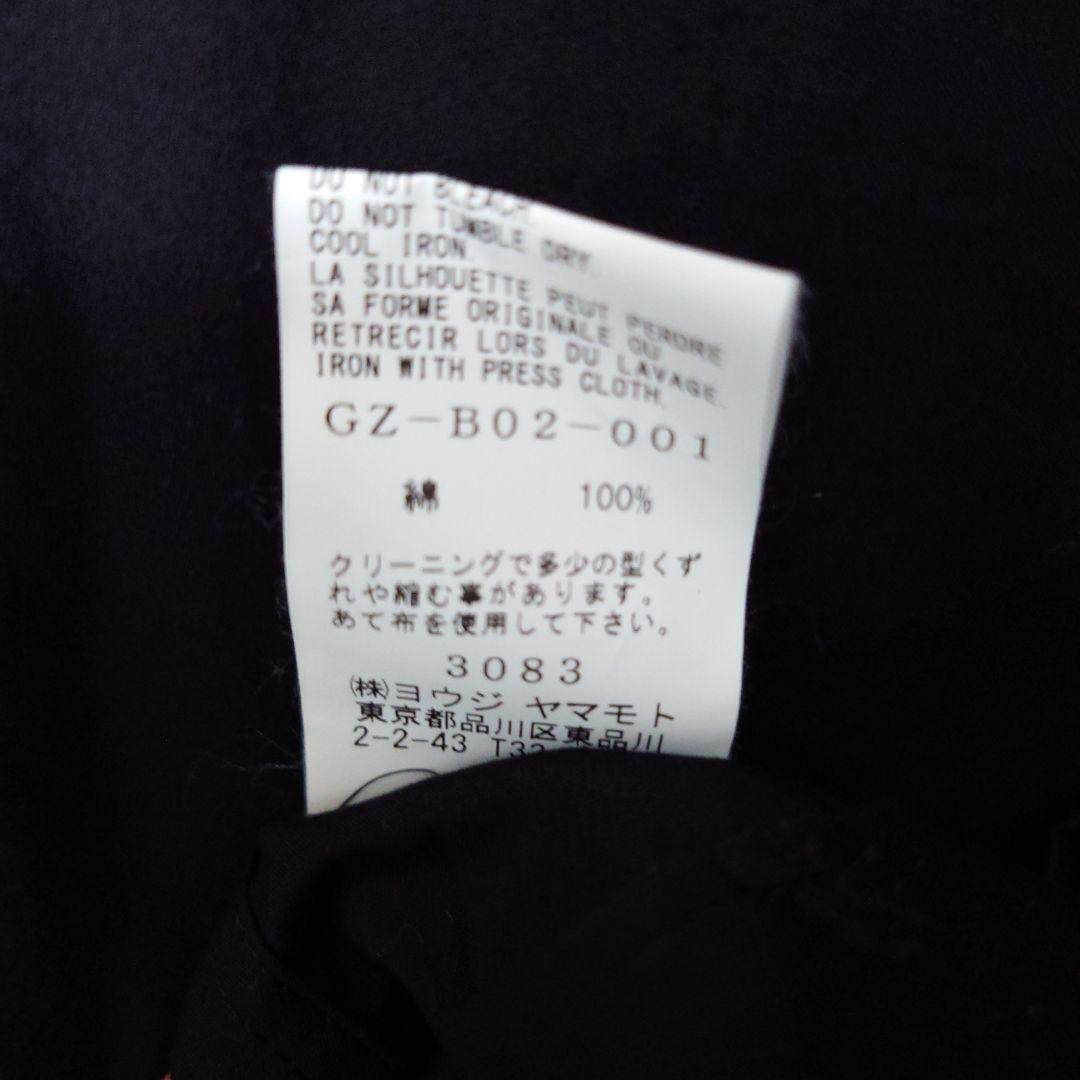 DO NOT BLEACH.
DO NOT TUMBLE DRY.
COOL IRON.
LA SILHOUETTE PEUT PERDRE
SA FORME ORIGINALE OU
RETRECIR LORS DU LAVAGE.
IRON WITH PRESS CLOTH.
GZ-B02-001
綿 100%
クリーニングで多少の型くず
れや縮む事があります。
あて布を使用して下さい。
3083
㈱ヨウジ ヤマモト
東京都品川区東品川
2-2-43